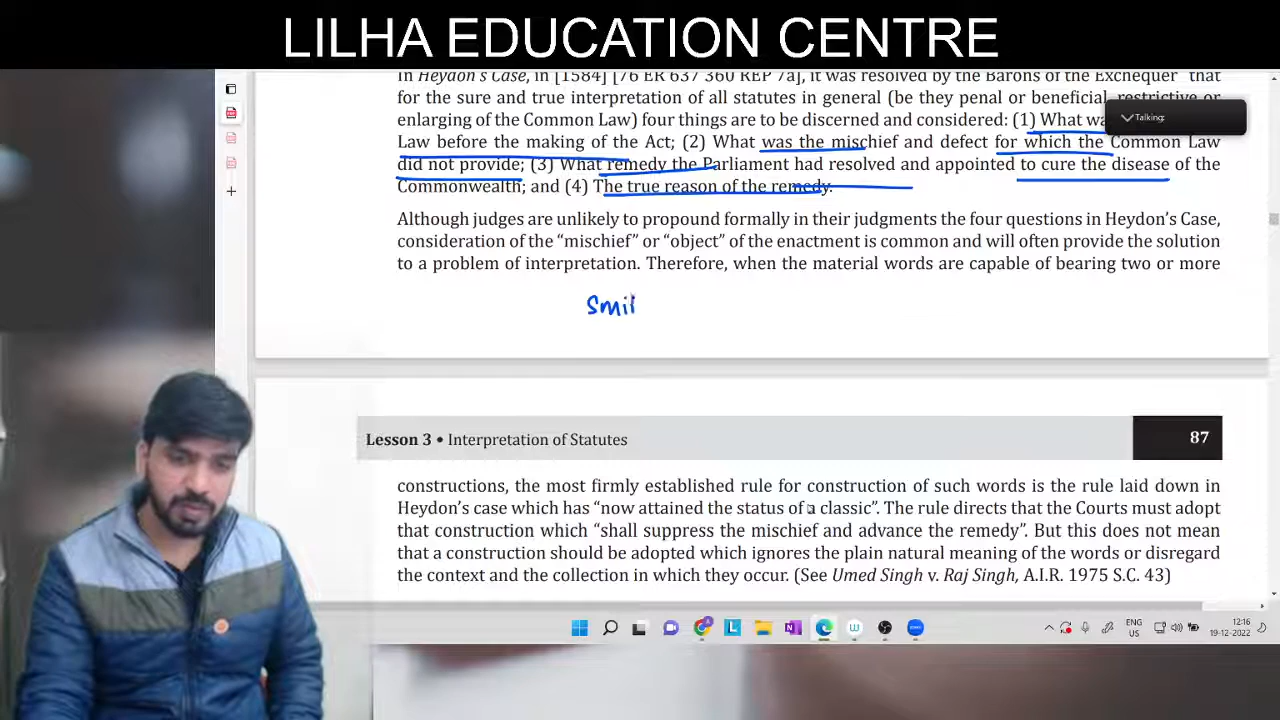 LILHA EDUCATION CENTRE
In Heydon's Case, in [1584] [76 ER 637 360 REP 7a], it was resolved by the Barons of the Exchequer "that
for the sure and true interpretation of all statutes in general (be they penal or beneficial, restrictive or
enlarging of the Common Law) four things are to be discerned and considered: (1) What
Talking:
Law before the making of the Act; (2) What was the mischief and defect for which the Common Law
did not provide; (3) What remedy the Parliament had resolved and appointed to cure the disease of the
Commonwealth; and (4) The true reason of the remedy.
Although judges are unlikely to propound formally in their judgments the four questions in Heydon's Case,
consideration of the "mischief" or "object" of the enactment is common and will often provide the solution
to a problem of interpretation. Therefore, when the material words are capable of bearing two or more
Smil
Lesson 3 • Interpretation of Statutes
87
constructions, the most firmly established rule for construction of such words is the rule laid down in
Heydon's case which has "now attained the status of a classic". The rule directs that the Courts must adopt
that construction which "shall suppress the mischief and advance the remedy". But this does not mean
that a construction should be adopted which ignores the plain natural meaning of the words or disregard
the context and the collection in which they occur. (See Umed Singh v. Raj Singh, A.I.R. 1975 S.C. 43)
ENG
US
12:16
19-12-2022